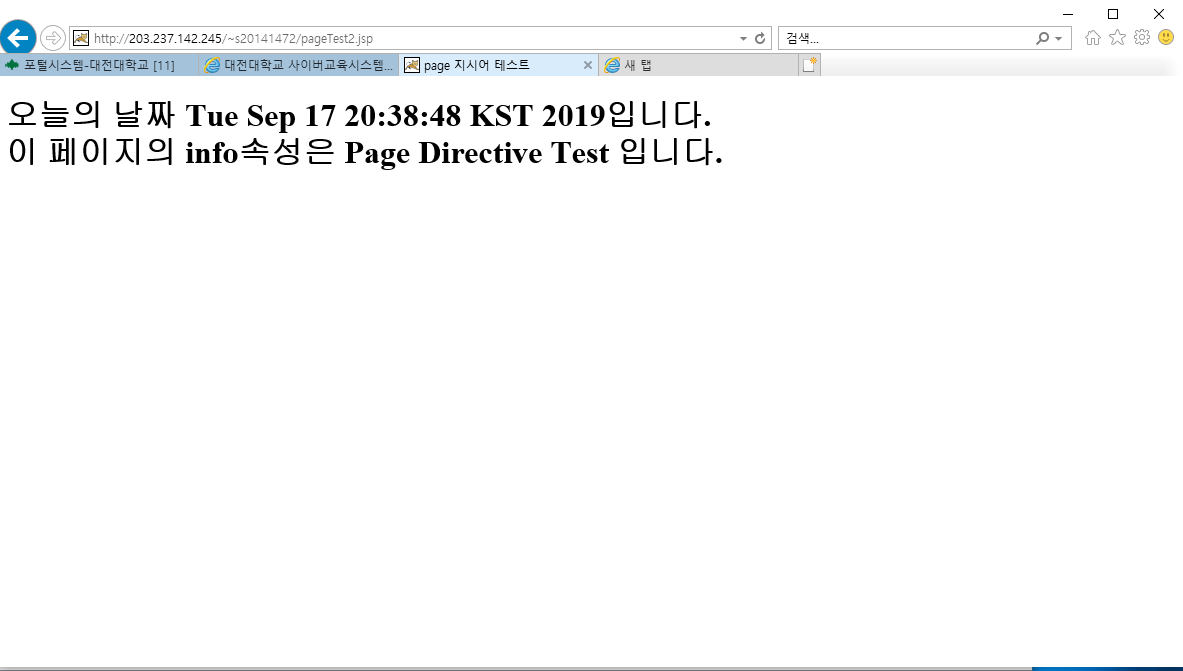 http://203.237.142.245/~s20141472/pageTest2.jsp
검색...
포털시스템-대전대학교 [11]
대전대학교 사이버교육시스템...
page 지시어 테스트
새 탭
오늘의 날짜 Tue Sep 17 20:38:48 KST 2019입니다.
이 페이지의 info속성은 Page Directive Test 입니다.